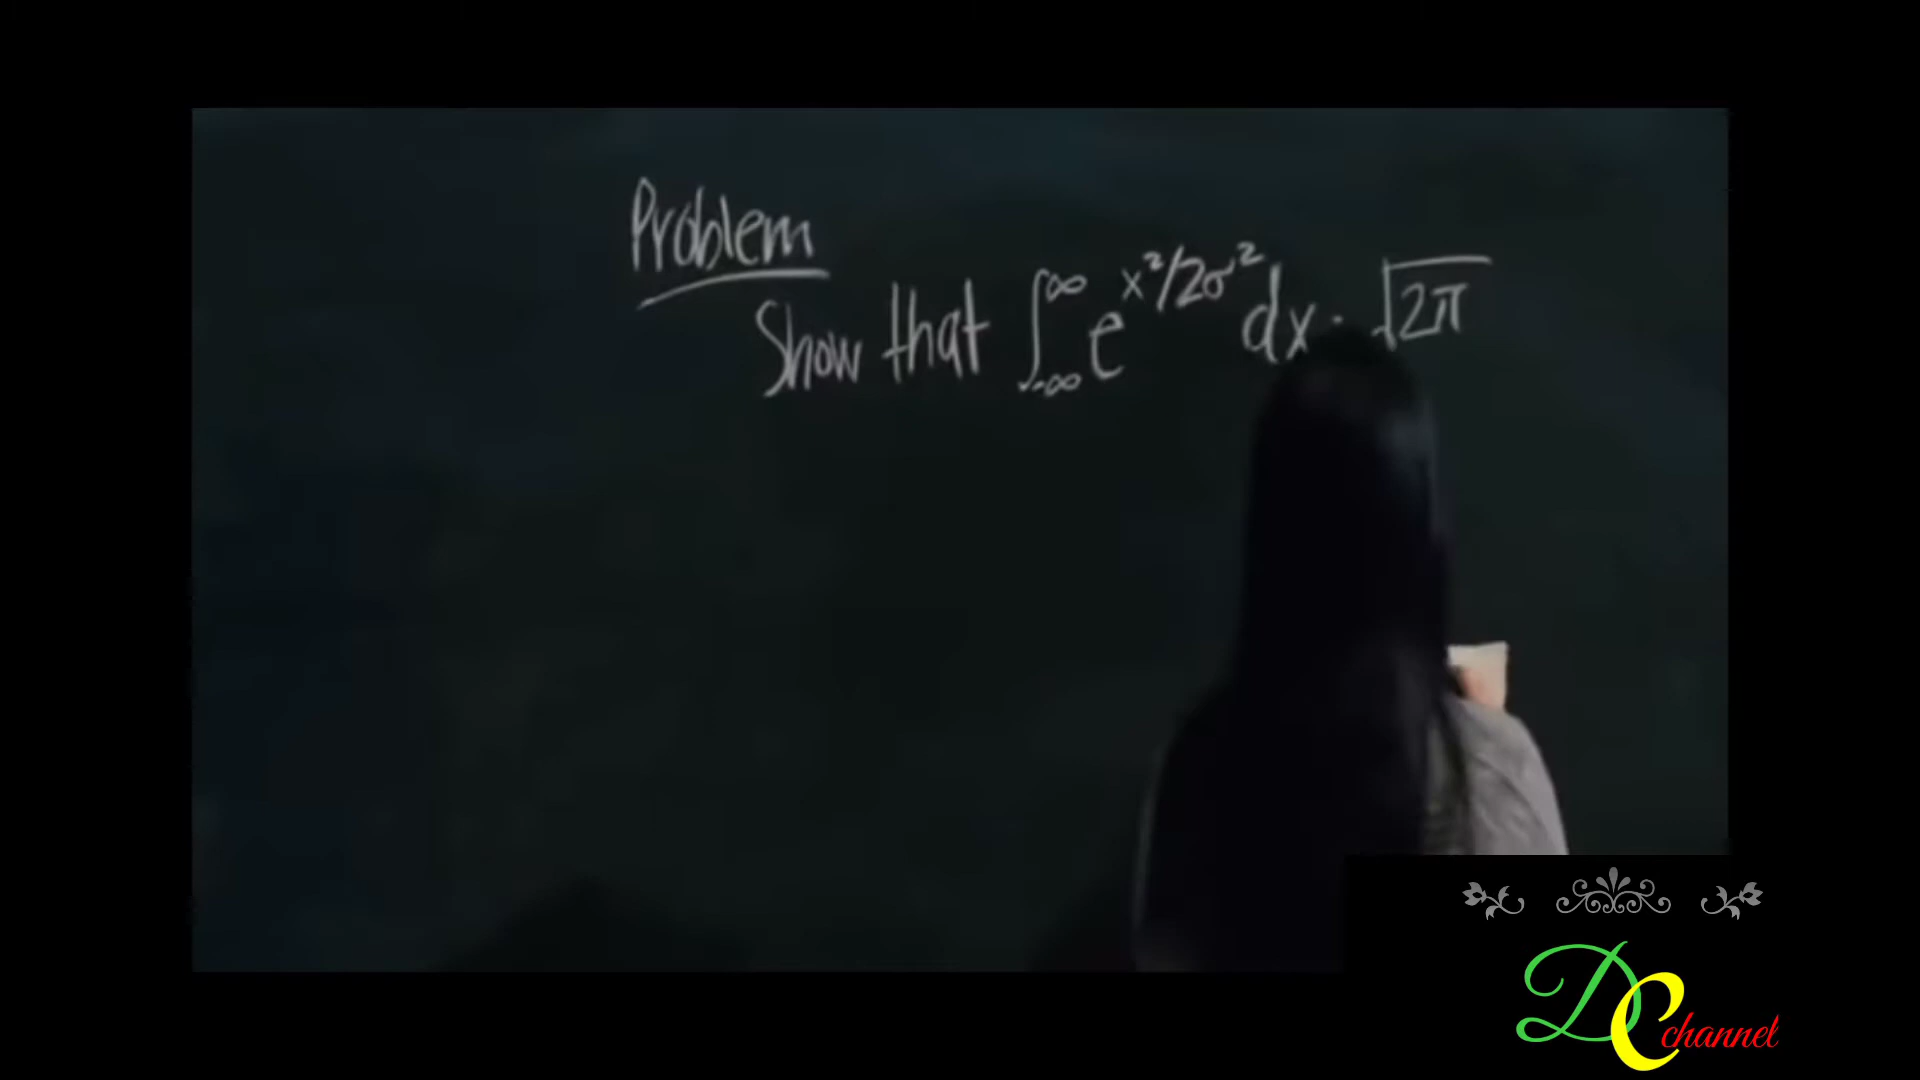 Problem
Show that ∫_{-∞}^{∞} e^{x²/2σ²} dx = √2π
DC channel